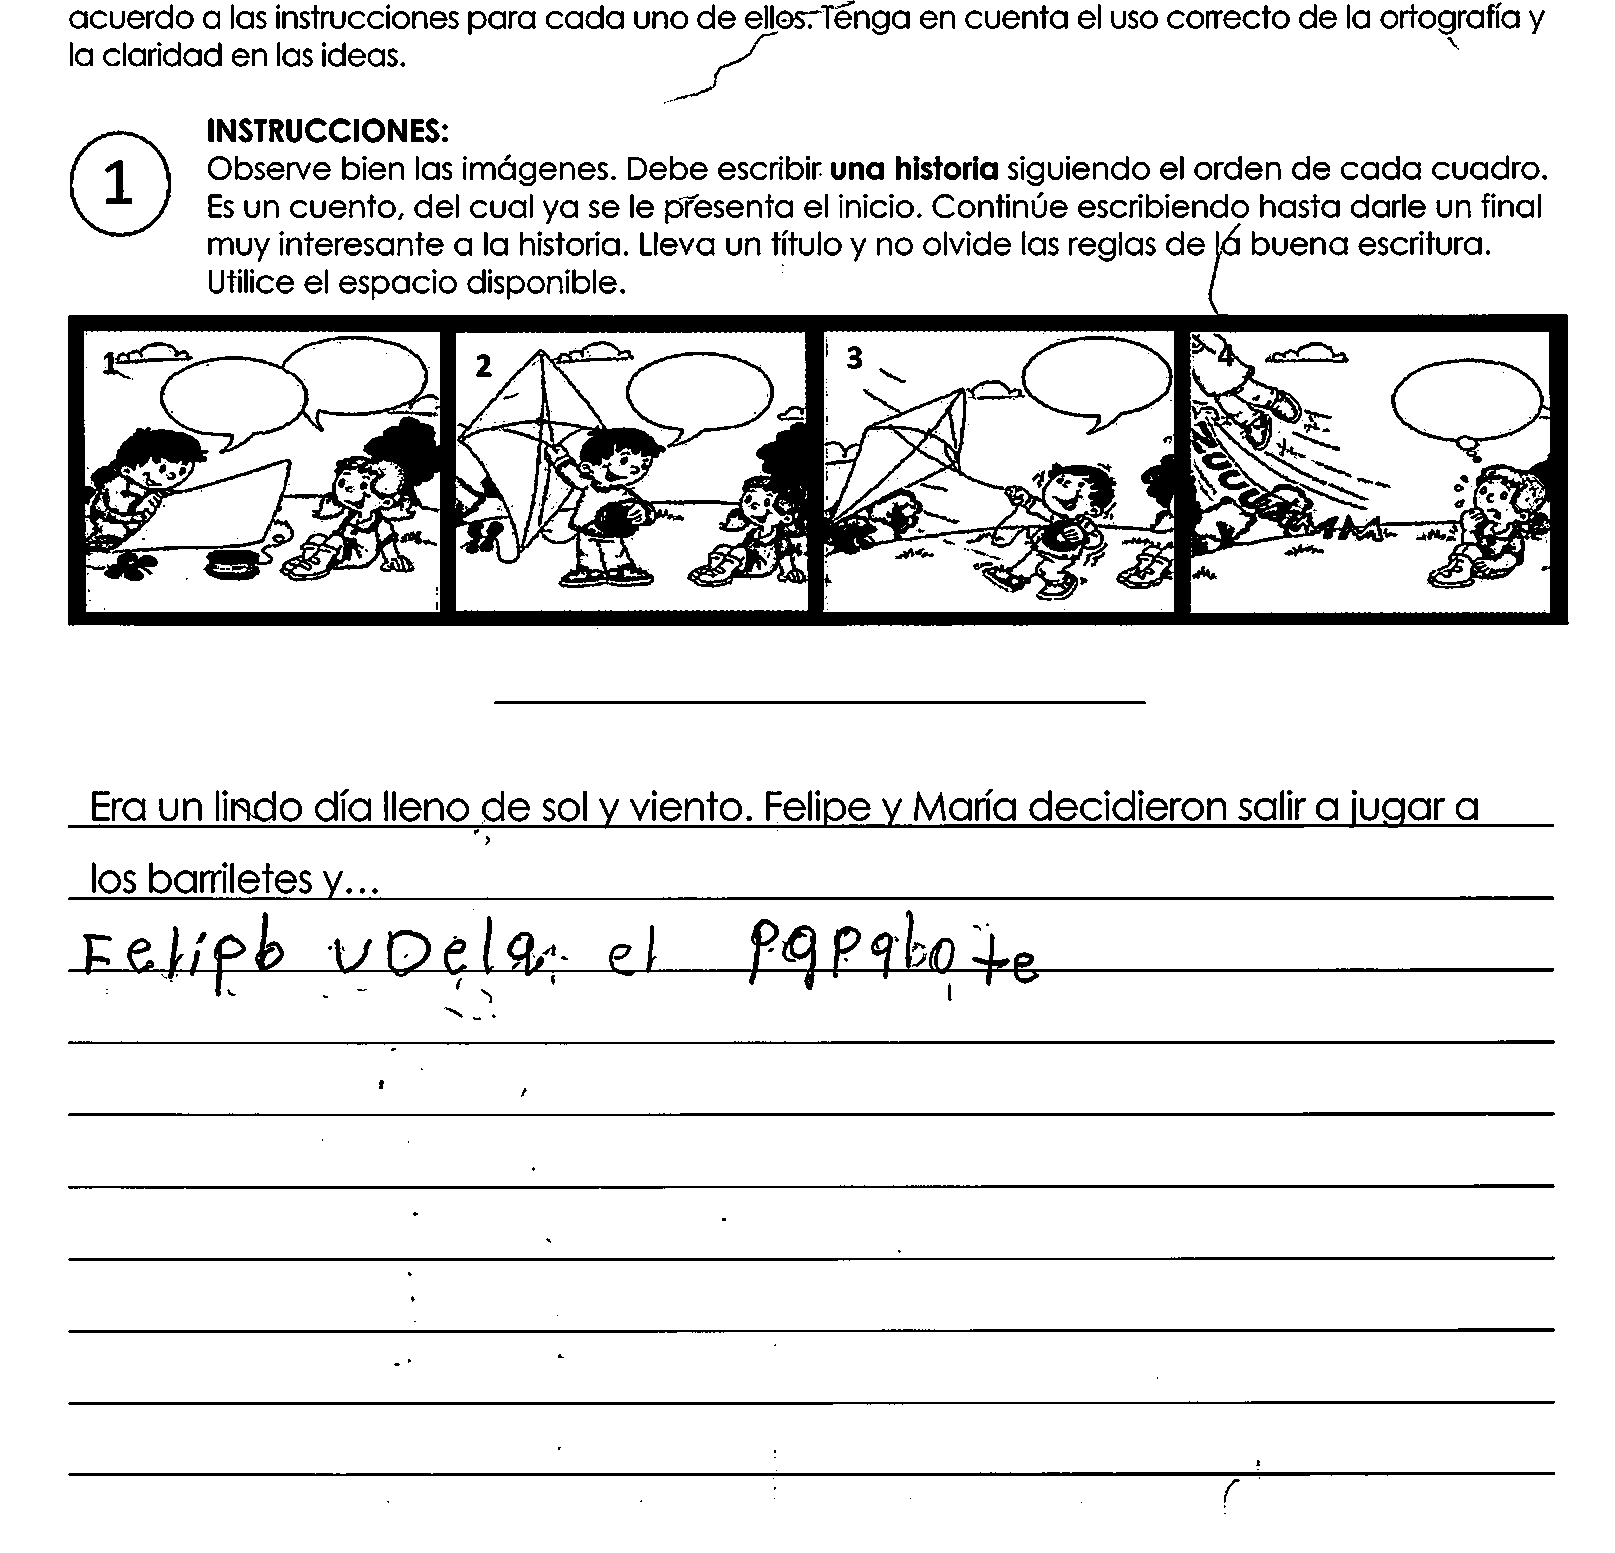 acuerdo a las instrucciones para cada uno de ellos. Tenga en cuenta el uso correcto de la ortografía y
la claridad en las ideas.
1
INSTRUCCIONES:
Observe bien las imágenes. Debe escribir una historia siguiendo el orden de cada cuadro.
Es un cuento, del cual ya se le presenta el inicio. Continúe escribiendo hasta darle un final
muy interesante a la historia. Lleva un título y no olvide las reglas de la buena escritura.
Utilice el espacio disponible.
1
2
3
4
Era un lindo día lleno de sol y viento. Felipe y María decidieron salir a jugar a
los barriletes y...
Felipb vDela el papabote